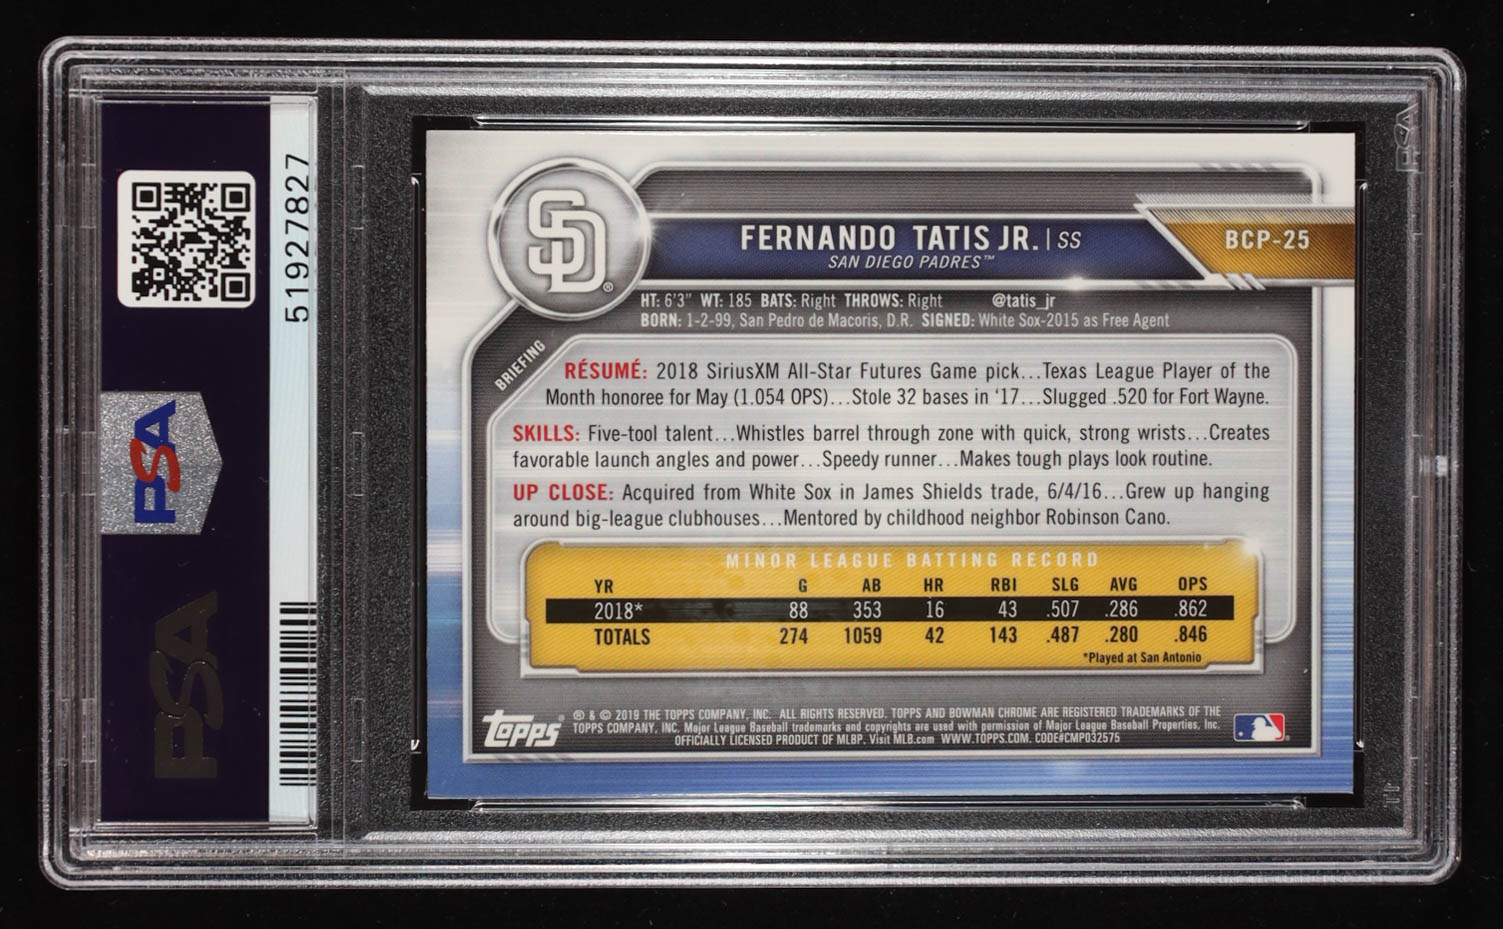 51927827
PSA
PSA
PSA
SD®
FERNANDO TATIS JR. | SS
SAN DIEGO PADRES™
BCP-25
HT: 6'3" WT: 185 BATS: Right THROWS: Right @tatis_jr
BORN: 1-2-99, San Pedro de Macoris, D.R. SIGNED: White Sox-2015 as Free Agent
BRIEFING
RÉSUMÉ: 2018 SiriusXM All-Star Futures Game pick...Texas League Player of the
Month honoree for May (1.054 OPS)...Stole 32 bases in '17...Slugged .520 for Fort Wayne.
SKILLS: Five-tool talent...Whistles barrel through zone with quick, strong wrists...Creates
favorable launch angles and power...Speedy runner...Makes tough plays look routine.
UP CLOSE: Acquired from White Sox in James Shields trade, 6/4/16...Grew up hanging
around big-league clubhouses...Mentored by childhood neighbor Robinson Cano.
MINOR LEAGUE BATTING RECORD
YR G AB HR RBI SLG AVG OPS
2018* 88 353 16 43 .507 .286 .862
TOTALS 274 1059 42 143 .487 .280 .846
*Played at San Antonio
topps®
® & © 2019 THE TOPPS COMPANY, INC. ALL RIGHTS RESERVED. TOPPS AND BOWMAN CHROME ARE REGISTERED TRADEMARKS OF THE
TOPPS COMPANY, INC. Major League Baseball trademarks and copyrights are used with permission of Major League Baseball Properties, Inc.
OFFICIALLY LICENSED PRODUCT OF MLBP. Visit MLB.com WWW.TOPPS.COM. CODE#CMP032575